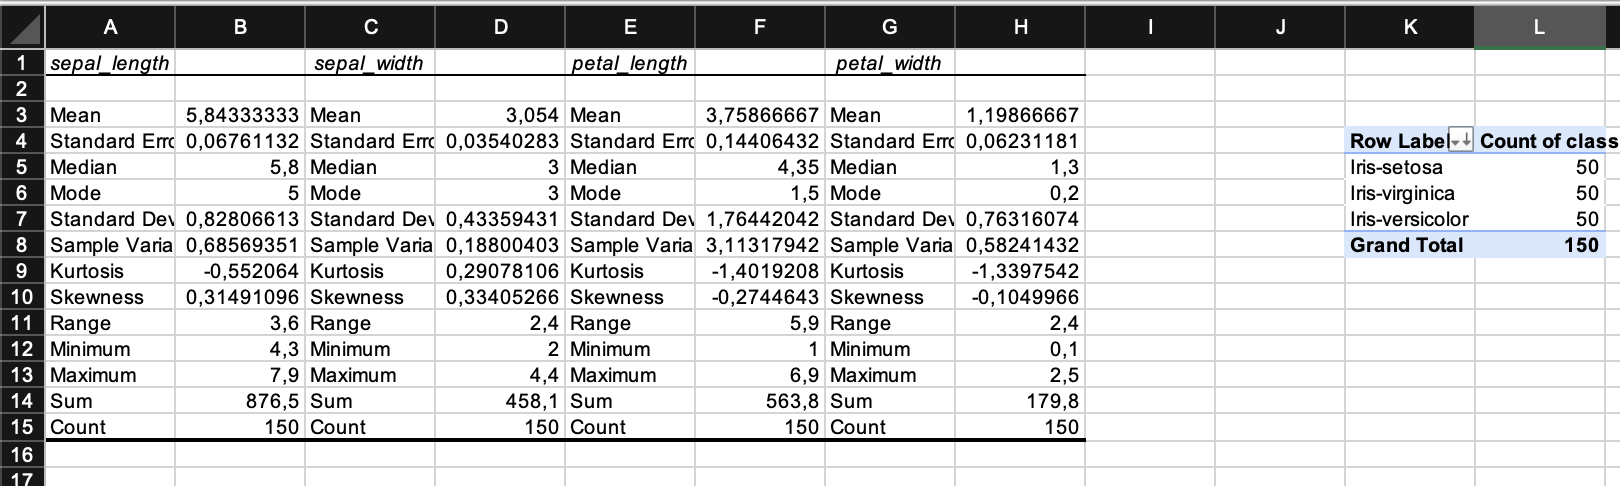 A B C D E F G H I J K L
1 sepal_length sepal_width petal_length petal_width
2
3 Mean 5,84333333 Mean 3,054 Mean 3,75866667 Mean 1,19866667
4 Standard Erro 0,06761132 Standard Erro 0,03540283 Standard Erro 0,14406432 Standard Erro 0,06231181 Row Label Count of class
5 Median 5,8 Median 3 Median 4,35 Median 1,3 Iris-setosa 50
6 Mode 5 Mode 3 Mode 1,5 Mode 0,2 Iris-virginica 50
7 Standard Dev 0,82806613 Standard Dev 0,43359431 Standard Dev 1,76442042 Standard Dev 0,76316074 Iris-versicolor 50
8 Sample Varia 0,68569351 Sample Varia 0,18800403 Sample Varia 3,11317942 Sample Varia 0,58241432 Grand Total 150
9 Kurtosis -0,552064 Kurtosis 0,29078106 Kurtosis -1,4019208 Kurtosis -1,3397542
10 Skewness 0,31491096 Skewness 0,33405266 Skewness -0,2744643 Skewness -0,1049966
11 Range 3,6 Range 2,4 Range 5,9 Range 2,4
12 Minimum 4,3 Minimum 2 Minimum 1 Minimum 0,1
13 Maximum 7,9 Maximum 4,4 Maximum 6,9 Maximum 2,5
14 Sum 876,5 Sum 458,1 Sum 563,8 Sum 179,8
15 Count 150 Count 150 Count 150 Count 150
16
17